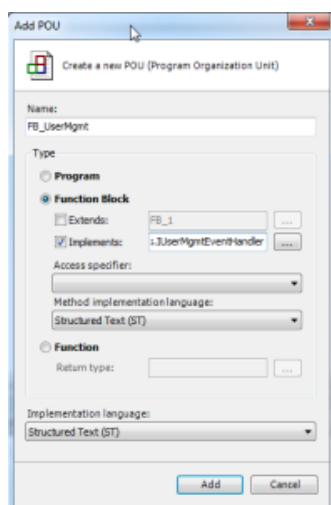 Add POU
Create a new POU (Program Organization Unit)
Name:
FB_UserMgmt
Type
Program
Function Block
Extends: FB_1 ...
Implements: .IUserMgmtEventHandler ...
Access specifier:
Method implementation language:
Structured Text (ST)
Function
Return type: ...
Implementation language:
Structured Text (ST)
Add Cancel